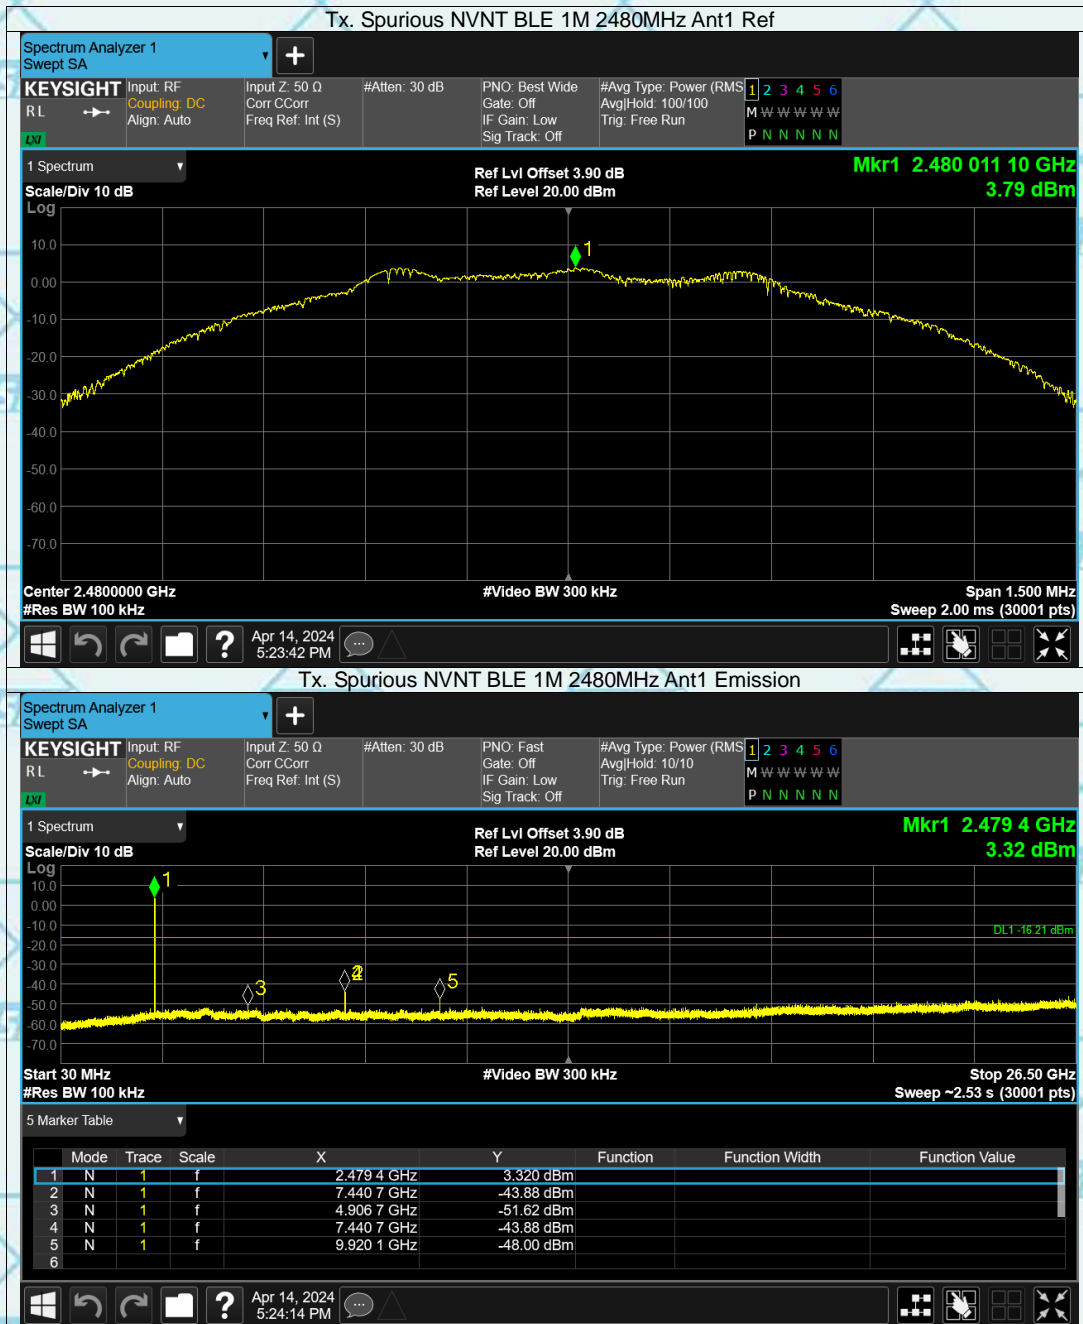 Tx. Spurious NVNT BLE 1M 2480MHz Ant1 Ref
Spectrum Analyzer 1
Swept SA
+
KEYSIGHT Input: RF Input Z: 50 Ω #Atten: 30 dB PNO: Best Wide #Avg Type: Power (RMS 1 2 3 4 5 6
R L Coupling: DC Corr CCorr Gate: Off Avg|Hold: 100/100 M W W W W W
Align: Auto Freq Ref: Int (S) IF Gain: Low Trig: Free Run
LXI Sig Track: Off P N N N N N
1 Spectrum
Ref Lvl Offset 3.90 dB Mkr1 2.480 011 10 GHz
Scale/Div 10 dB Ref Level 20.00 dBm 3.79 dBm
Log
10.0
1
0.00
-10.0
-20.0
-30.0
-40.0
-50.0
-60.0
-70.0
Center 2.4800000 GHz #Video BW 300 kHz Span 1.500 MHz
#Res BW 100 kHz Sweep 2.00 ms (30001 pts)
? Apr 14, 2024
5:23:42 PM
Tx. Spurious NVNT BLE 1M 2480MHz Ant1 Emission
Spectrum Analyzer 1
Swept SA
+
KEYSIGHT Input: RF Input Z: 50 Ω #Atten: 30 dB PNO: Fast #Avg Type: Power (RMS 1 2 3 4 5 6
R L Coupling: DC Corr CCorr Gate: Off Avg|Hold: 10/10 M W W W W W
Align: Auto Freq Ref: Int (S) IF Gain: Low Trig: Free Run
LXI Sig Track: Off P N N N N N
1 Spectrum
Ref Lvl Offset 3.90 dB Mkr1 2.479 4 GHz
Scale/Div 10 dB Ref Level 20.00 dBm 3.32 dBm
Log
1
10.0
0.00
-10.0
DL1 -16.21 dBm
-20.0
-30.0
-40.0
3 5
-50.0
-60.0
-70.0
Start 30 MHz #Video BW 300 kHz Stop 26.50 GHz
#Res BW 100 kHz Sweep ~2.53 s (30001 pts)
5 Marker Table
Mode Trace Scale X Y Function Function Width Function Value
1 N 1 f 2.479 4 GHz 3.320 dBm
2 N 1 f 7.440 7 GHz -43.88 dBm
3 N 1 f 4.906 7 GHz -51.62 dBm
4 N 1 f 7.440 7 GHz -43.88 dBm
5 N 1 f 9.920 1 GHz -48.00 dBm
6
? Apr 14, 2024
5:24:14 PM